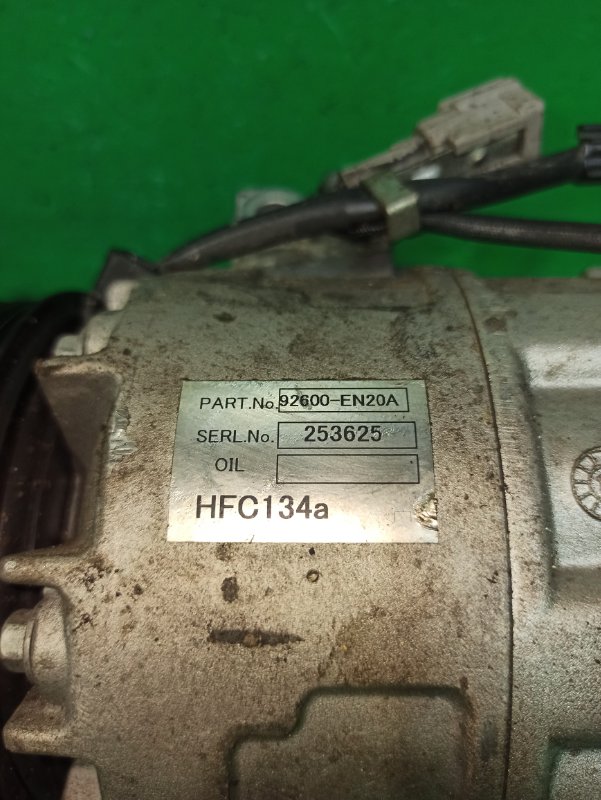 PART.No. 92600-EN20A
SERL.No. 253625
OIL
HFC134a